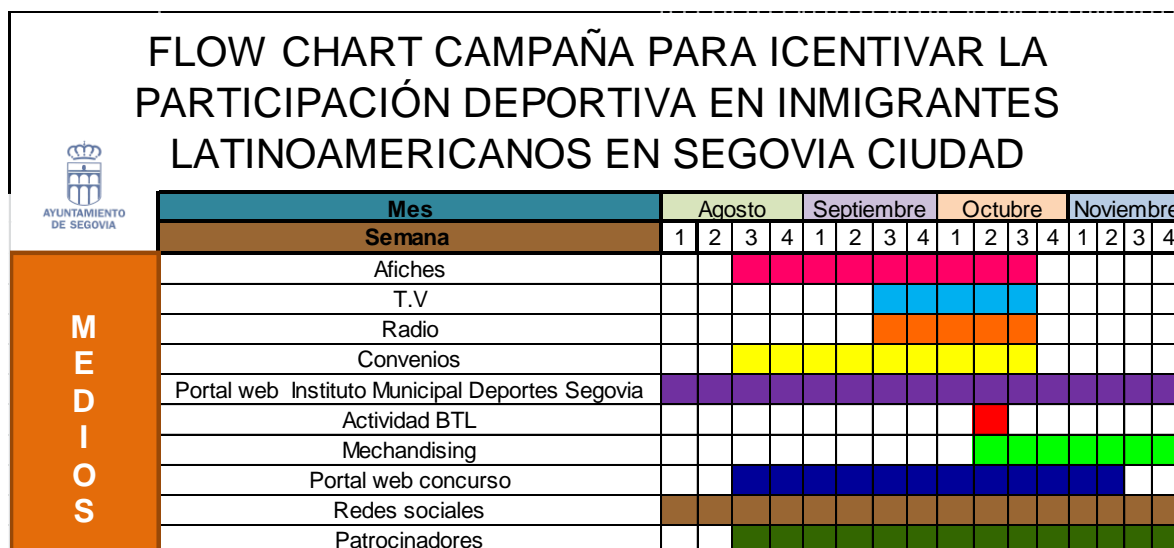 FLOW CHART CAMPAÑA PARA ICENTIVAR LA
PARTICIPACIÓN DEPORTIVA EN INMIGRANTES
LATINOAMERICANOS EN SEGOVIA CIUDAD
AYUNTAMIENTO
DE SEGOVIA
Mes Agosto Septiembre Octubre Noviembre
Semana 1 2 3 4 1 2 3 4 1 2 3 4 1 2 3 4
MEDIOS
Afiches
T.V
Radio
Convenios
Portal web Instituto Municipal Deportes Segovia
Actividad BTL
Mechandising
Portal web concurso
Redes sociales
Patrocinadores